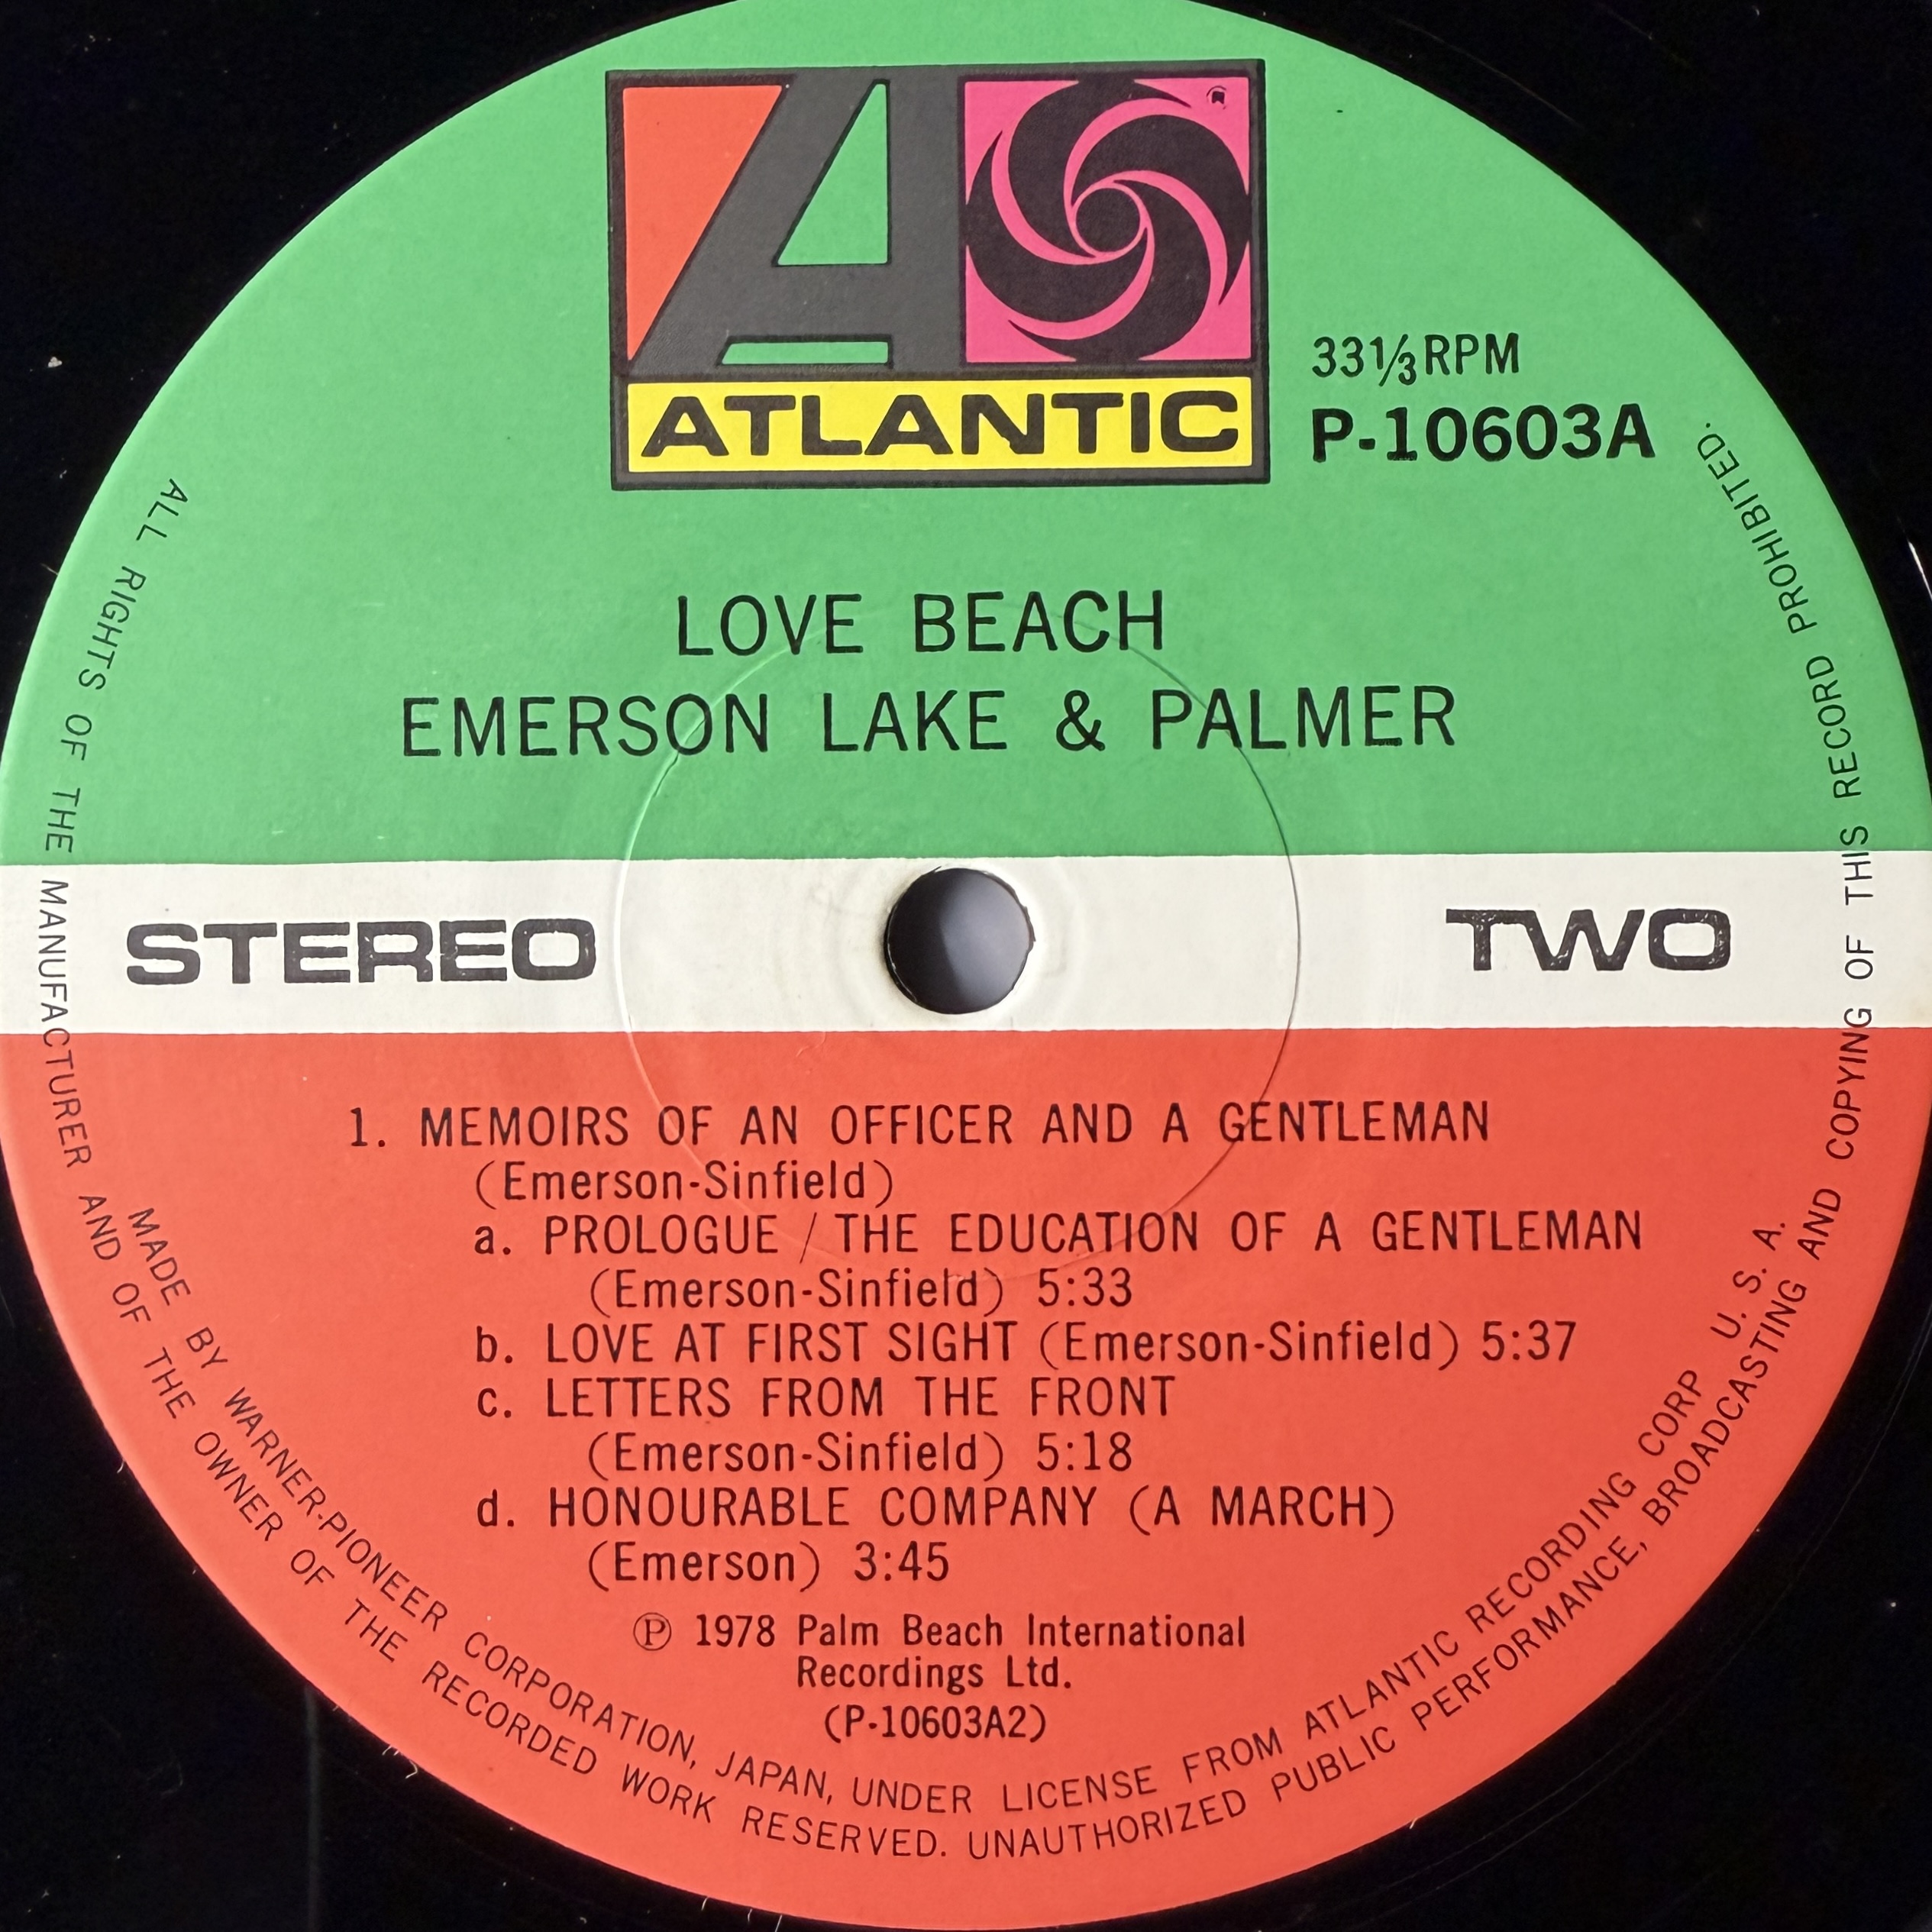 ATLANTIC
33⅓RPM
P-10603A
LOVE BEACH
EMERSON LAKE & PALMER
STEREO
TWO
1. MEMOIRS OF AN OFFICER AND A GENTLEMAN
(Emerson-Sinfield)
a. PROLOGUE / THE EDUCATION OF A GENTLEMAN
(Emerson-Sinfield) 5:33
b. LOVE AT FIRST SIGHT (Emerson-Sinfield) 5:37
c. LETTERS FROM THE FRONT
(Emerson-Sinfield) 5:18
d. HONOURABLE COMPANY (A MARCH)
(Emerson) 3:45
℗ 1978 Palm Beach International
Recordings Ltd.
(P-10603A2)
MADE BY WARNER-PIONEER CORPORATION, JAPAN, UNDER LICENSE FROM ATLANTIC RECORDING CORP U. S. A.
ALL RIGHTS OF THE MANUFACTURER AND OF THE OWNER OF THE RECORDED WORK RESERVED. UNAUTHORIZED PUBLIC PERFORMANCE, BROADCASTING AND COPYING OF THIS RECORD PROHIBITED.